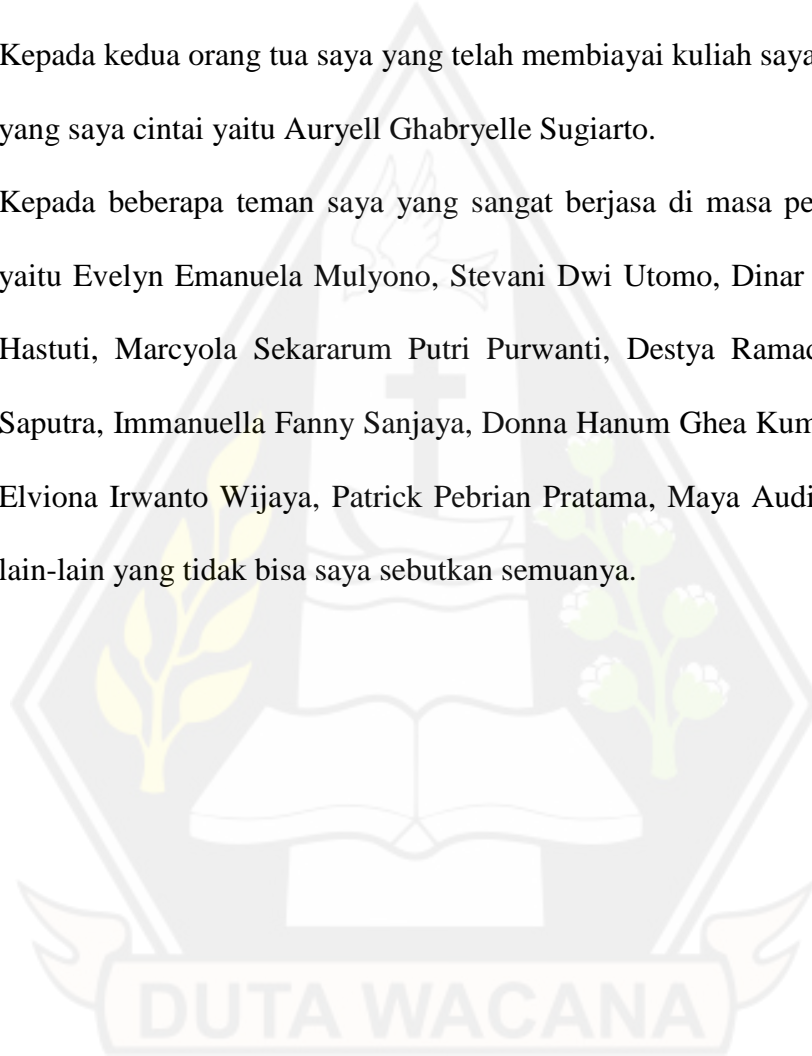 Kepada kedua orang tua saya yang telah membiayai kuliah saya
yang saya cintai yaitu Auryell Ghabryelle Sugiarto.
Kepada beberapa teman saya yang sangat berjasa di masa pe
yaitu Evelyn Emanuela Mulyono, Stevani Dwi Utomo, Dinar
Hastuti, Marcyola Sekararum Putri Purwanti, Destya Ramad
Saputra, Immanuella Fanny Sanjaya, Donna Hanum Ghea Kum
Elviona Irwanto Wijaya, Patrick Pebrian Pratama, Maya Audi
lain-lain yang tidak bisa saya sebutkan semuanya.
DUTA WACANA